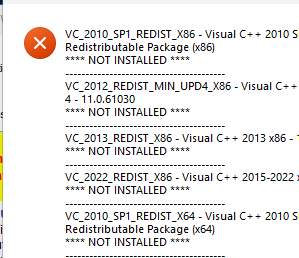 VC_2010_SP1_REDIST_X86 - Visual C++ 2010 S
Redistributable Package (x86)
**** NOT INSTALLED ****
----------------------------------------
VC_2012_REDIST_MIN_UPD4_X86 - Visual C++
4 - 11.0.61030
**** NOT INSTALLED ****
----------------------------------------
VC_2013_REDIST_X86 - Visual C++ 2013 x86 - 1
**** NOT INSTALLED ****
----------------------------------------
VC_2022_REDIST_X86 - Visual C++ 2015-2022 x
**** NOT INSTALLED ****
----------------------------------------
VC_2010_SP1_REDIST_X64 - Visual C++ 2010 S
Redistributable Package (x64)
**** NOT INSTALLED ****
----------------------------------------